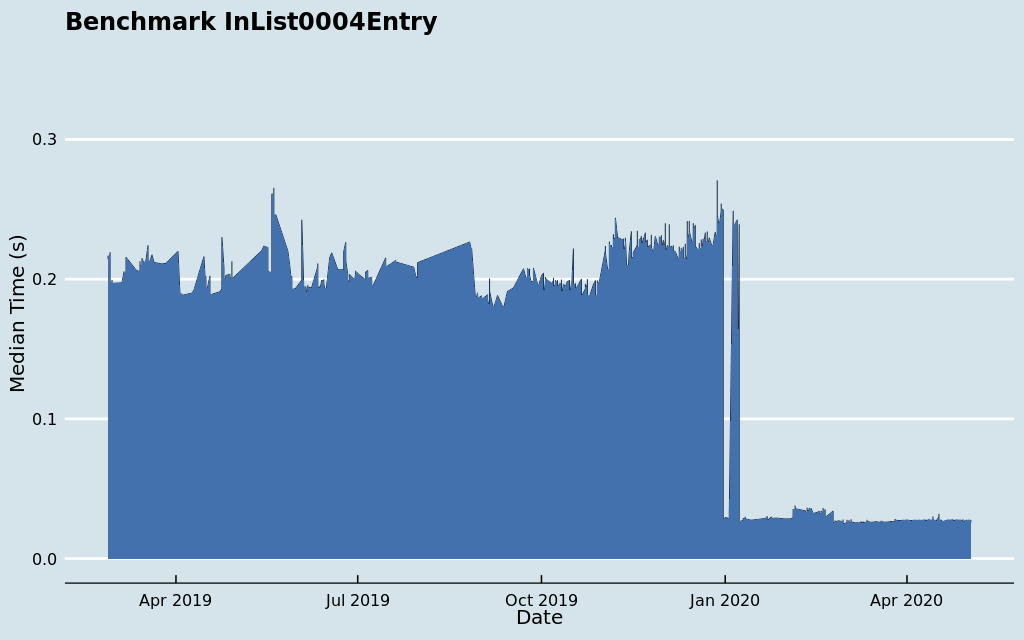 Benchmark InList0004Entry
Median Time (s)
0.3
0.2
0.1
0.0
Apr 2019
Jul 2019
Oct 2019
Jan 2020
Apr 2020
Date